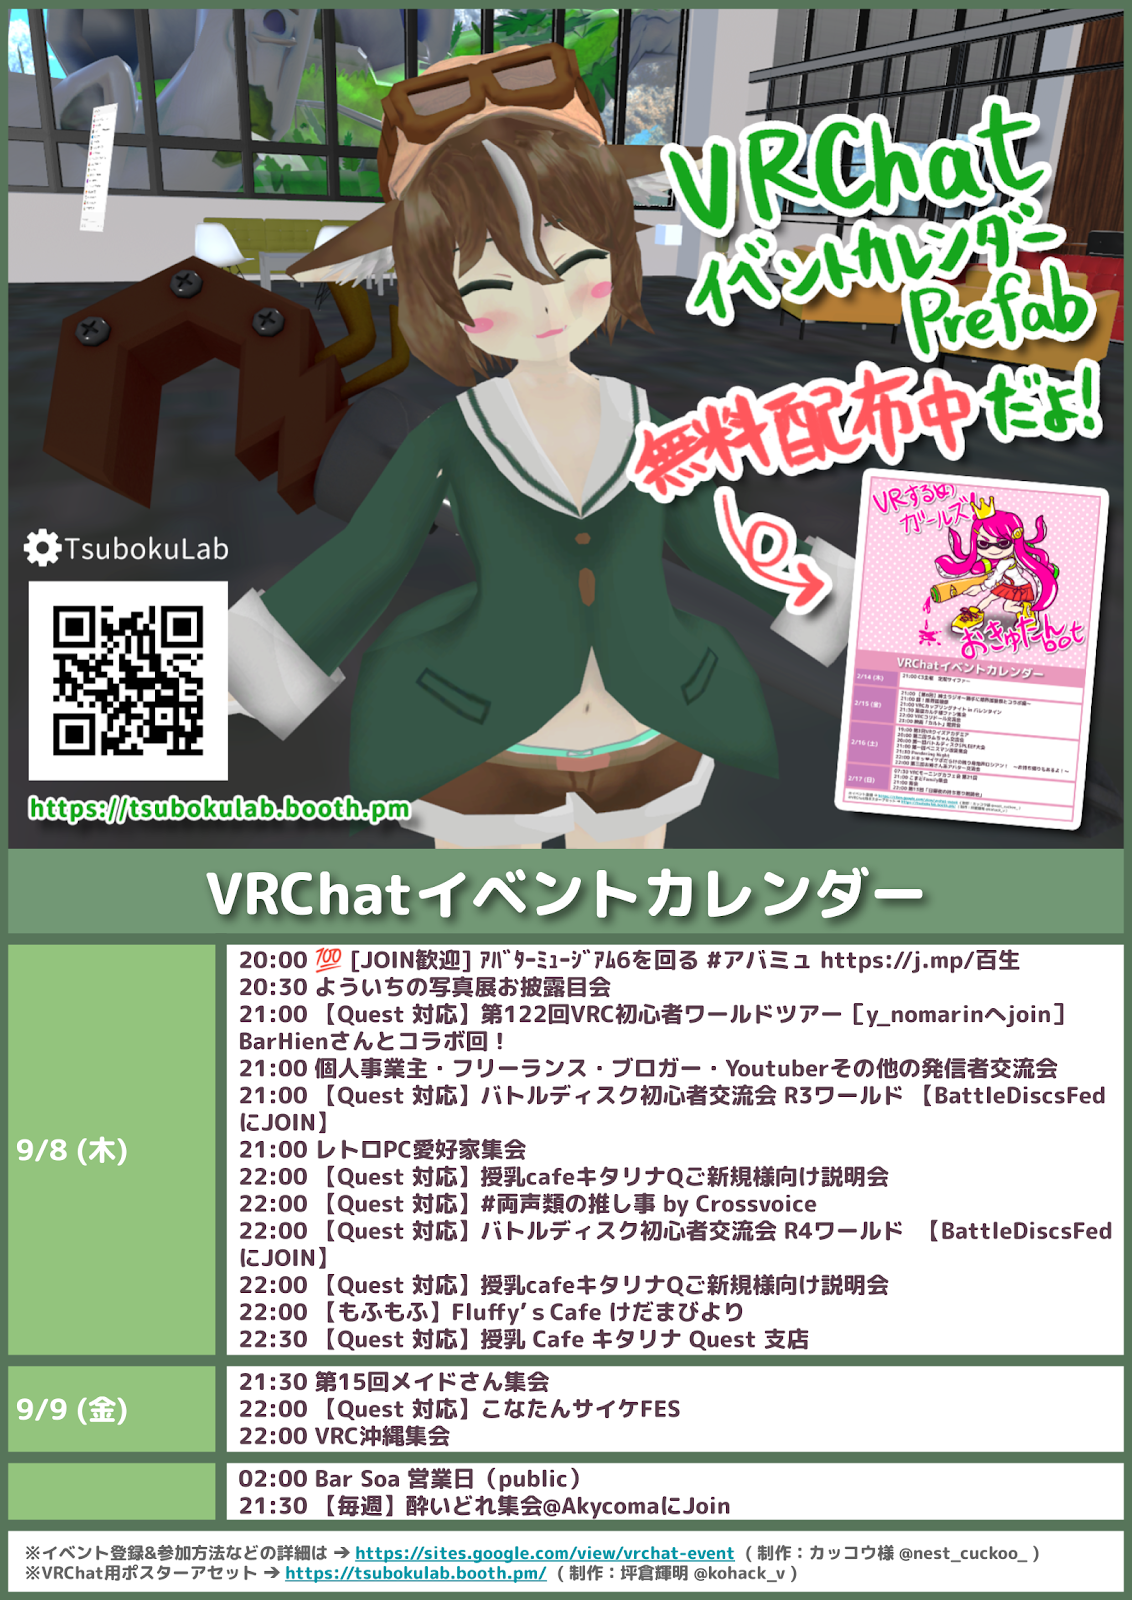 VRChat
イベントカレンダー
Prefab
無料配布中だよ!
VRするめ
ガールズ
おきゅたん
bot
VRChatイベントカレンダー
2/14 (木)
2/15 (金)
2/16 (土)
2/17 (日)
TsubokuLab
https://tsubokulab.booth.pm
VRChatイベントカレンダー
9/8 (木)
20:00 💯 [JOIN歓迎] ｱﾊﾞﾀｰﾐｭｰｼﾞｱﾑ6を回る #アバミュ https://j.mp/百生
20:30 よういちの写真展お披露目会
21:00 【Quest 対応】第122回VRC初心者ワールドツアー［y_nomarinへjoin］
BarHienさんとコラボ回！
21:00 個人事業主・フリーランス・ブロガー・Youtuberその他の発信者交流会
21:00 【Quest 対応】バトルディスク初心者交流会 R3ワールド 【BattleDiscsFed
にJOIN】
21:00 レトロPC愛好家集会
22:00 【Quest 対応】授乳cafeキタリナQご新規様向け説明会
22:00 【Quest 対応】#両声類の推し事 by Crossvoice
22:00 【Quest 対応】バトルディスク初心者交流会 R4ワールド 【BattleDiscsFed
にJOIN】
22:00 【Quest 対応】授乳cafeキタリナQご新規様向け説明会
22:00 【もふもふ】Fluffy’s Cafe けだまびより
22:30 【Quest 対応】授乳 Cafe キタリナ Quest 支店
9/9 (金)
21:30 第15回メイドさん集会
22:00 【Quest 対応】こなたんサイケFES
22:00 VRC沖縄集会
02:00 Bar Soa 営業日（public）
21:30 【毎週】酔いどれ集会@AkycomaにJoin
※イベント登録&参加方法などの詳細は ➔ https://sites.google.com/view/vrchat-event ( 制作：カッコウ様 @nest_cuckoo_ )
※VRChat用ポスターアセット ➔ https://tsubokulab.booth.pm/ ( 制作：坪倉輝明 @kohack_v )